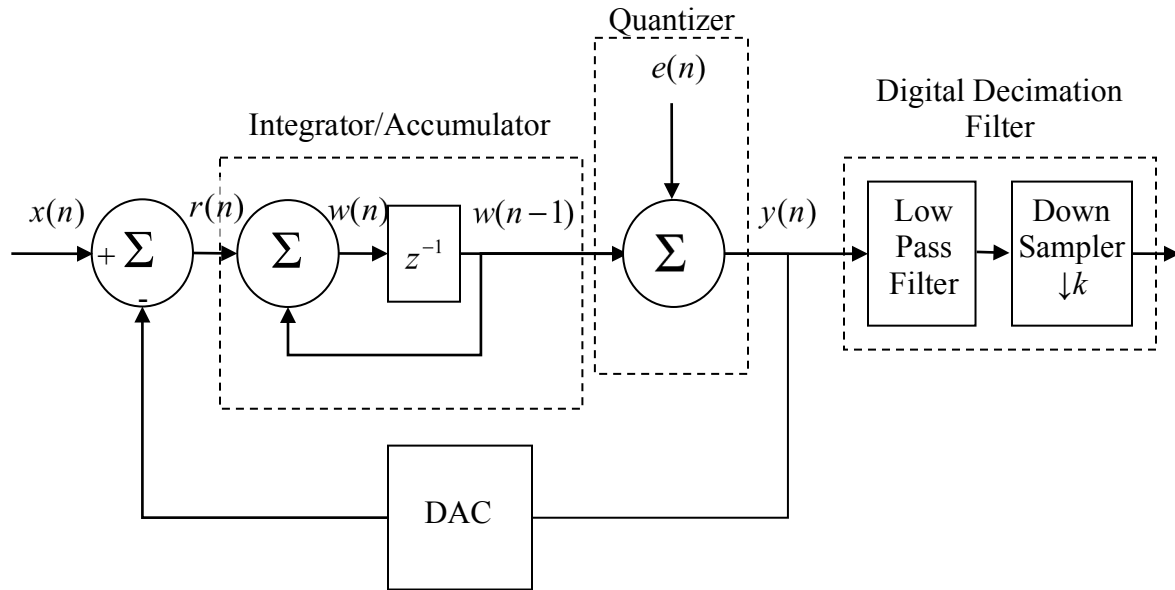 Quantizer
e(n)
Digital Decimation
Filter
Integrator/Accumulator
x(n)
+
Σ
-
r(n)
Σ
w(n)
z⁻¹
w(n−1)
Σ
y(n)
Low
Pass
Filter
Down
Sampler
↓k
DAC